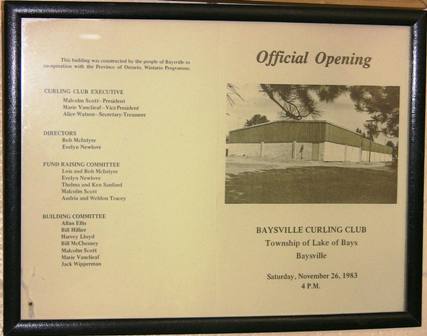 This building was constructed by the people of Baysville in
co-operation with the Province of Ontario, Wintario Programme.
CURLING CLUB EXECUTIVE
Malcolm Scott-President
Marie Vanclieaf - Vice President
Alice Watson - Secretary-Treasurer
DIRECTORS
Bob McIntyre
Evelyn Newlove
FUND RAISING COMMITTEE
Lois and Bob McIntyre
Evelyn Newlove
Thelma and Ken Sanford
Malcolm Scott
Audria and Weldon Tracey
BUILDING COMMITTEE
Allan Ellis
Bill Hillier
Harvey Lloyd
Bill McChesney
Malcolm Scott
Marie Vanclieaf
Jack Wipperman
Official Opening
BAYSVILLE CURLING CLUB
Township of Lake of Bays
Baysville
Saturday, November 26, 1983
4 P.M.